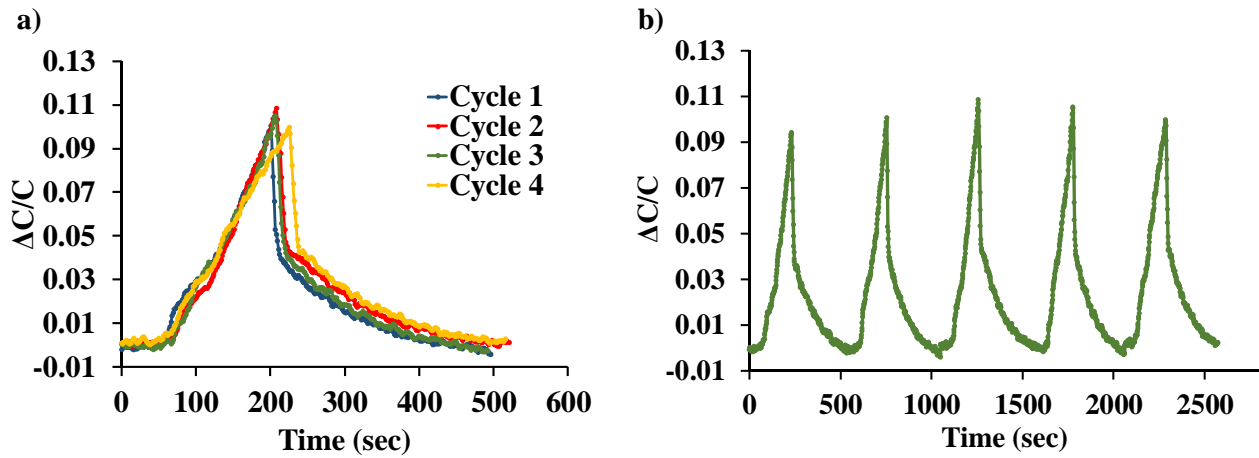 a)
ΔC/C
0.13
0.11
0.09
0.07
0.05
0.03
0.01
-0.01
0 100 200 300 400 500 600
Time (sec)
Cycle 1
Cycle 2
Cycle 3
Cycle 4
b)
ΔC/C
0.13
0.11
0.09
0.07
0.05
0.03
0.01
-0.01
0 500 1000 1500 2000 2500
Time (sec)